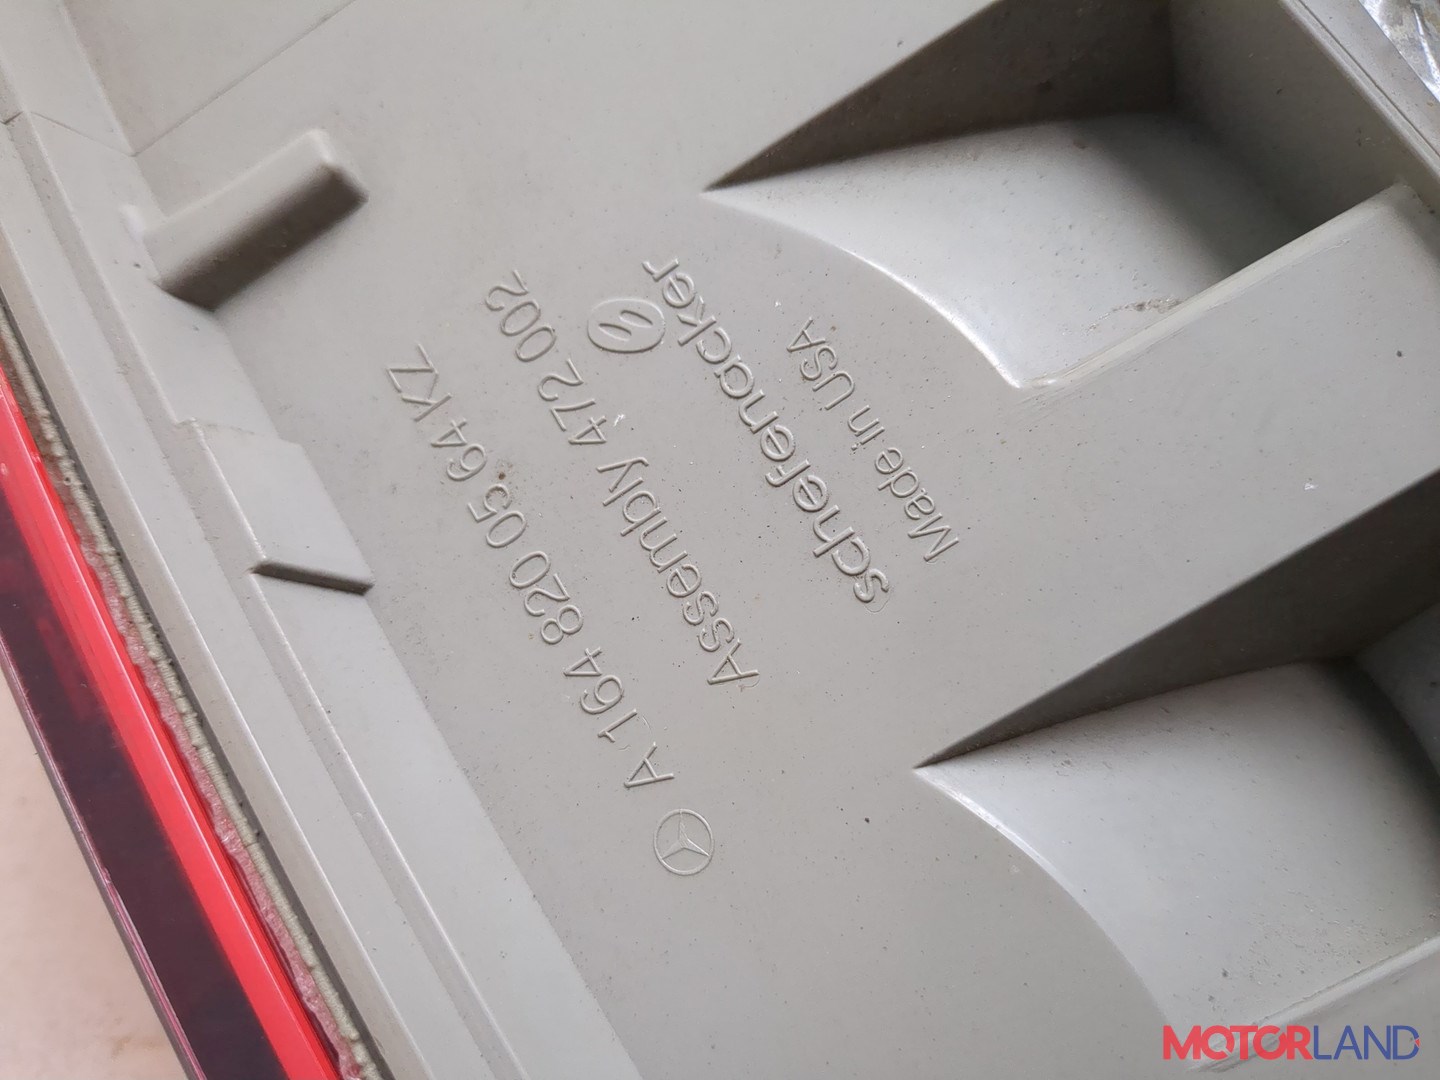 A 164 820 05 64 KZ
Assembly 472 002
schefenacker
Made in USA
MOTORLAND